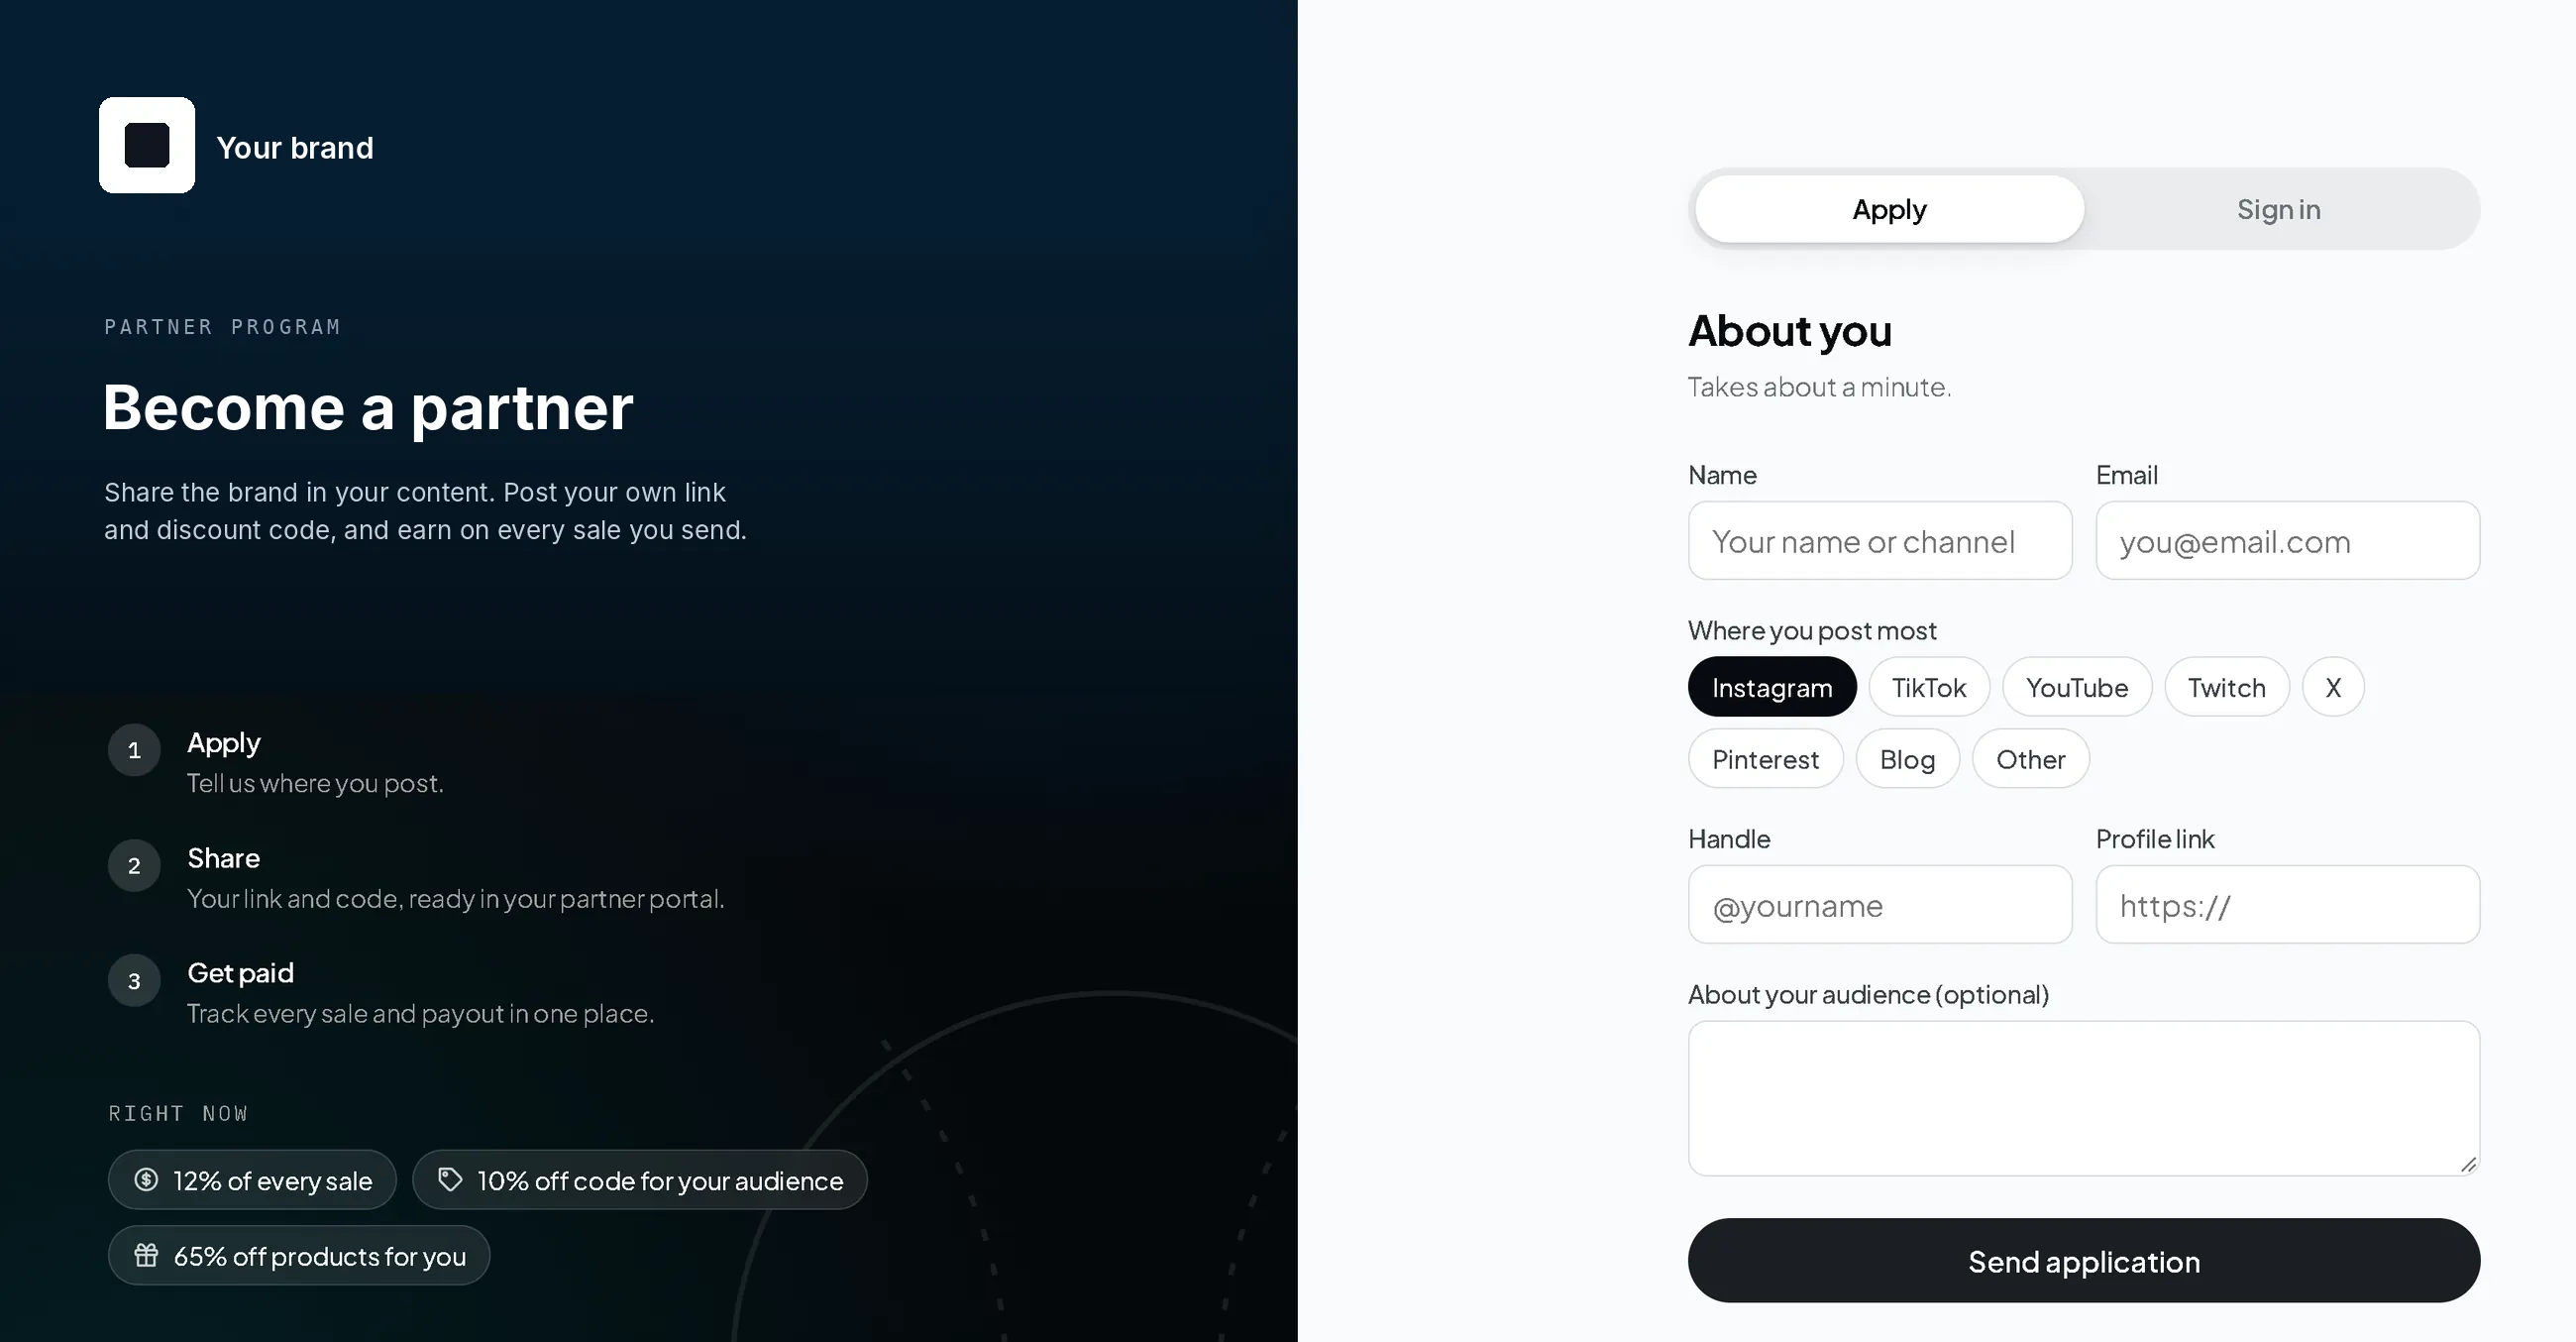 Your brand
PARTNER PROGRAM
Become a partner
Share the brand in your content. Post your own link
and discount code, and earn on every sale you send.
1
Apply
Tell us where you post.
2
Share
Your link and code, ready in your partner portal.
3
Get paid
Track every sale and payout in one place.
RIGHT NOW
12% of every sale
10% off code for your audience
65% off products for you
Apply
Sign in
About you
Takes about a minute.
Name
Email
Your name or channel
you@email.com
Where you post most
Instagram
TikTok
YouTube
Twitch
X
Pinterest
Blog
Other
Handle
Profile link
@yourname
https://
About your audience (optional)
Send application